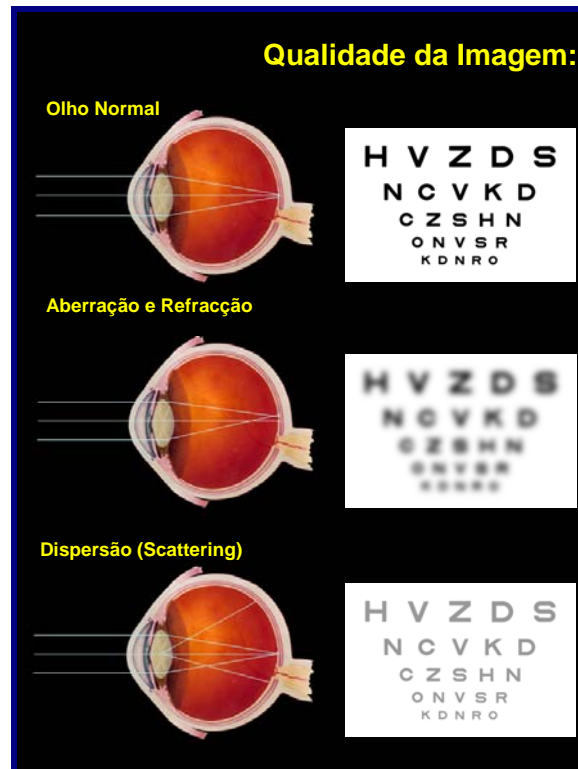 Qualidade da Imagem:
Olho Normal
H V Z D S
N C V K D
C Z S H N
O N V S R
K D N R O
Aberração e Refracção
H V Z D S
N C V K D
C Z S H N
O N V S R
K D N R O
Dispersão (Scattering)
H V Z D S
N C V K D
C Z S H N
O N V S R
K D N R O